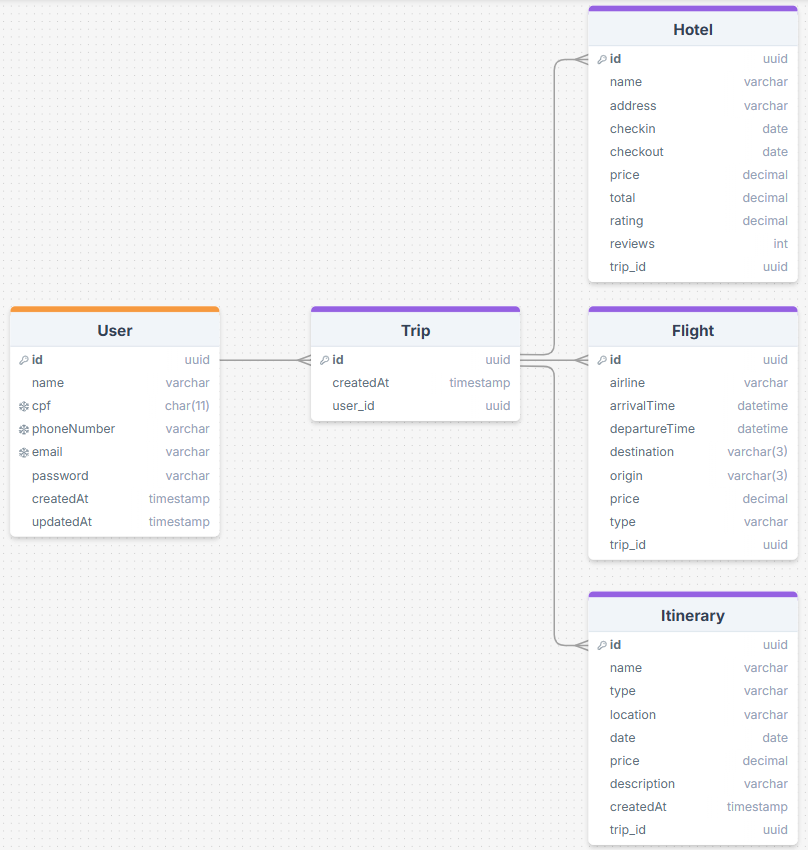 Hotel
id uuid
name varchar
address varchar
checkin date
checkout date
price decimal
total decimal
rating decimal
reviews int
trip_id uuid
User
id uuid
name varchar
cpf char(11)
phoneNumber varchar
email varchar
password varchar
createdAt timestamp
updatedAt timestamp
Trip
id uuid
createdAt timestamp
user_id uuid
Flight
id uuid
airline varchar
arrivalTime datetime
departureTime datetime
destination varchar(3)
origin varchar(3)
price decimal
type varchar
trip_id uuid
Itinerary
id uuid
name varchar
type varchar
location varchar
date date
price decimal
description varchar
createdAt timestamp
trip_id uuid